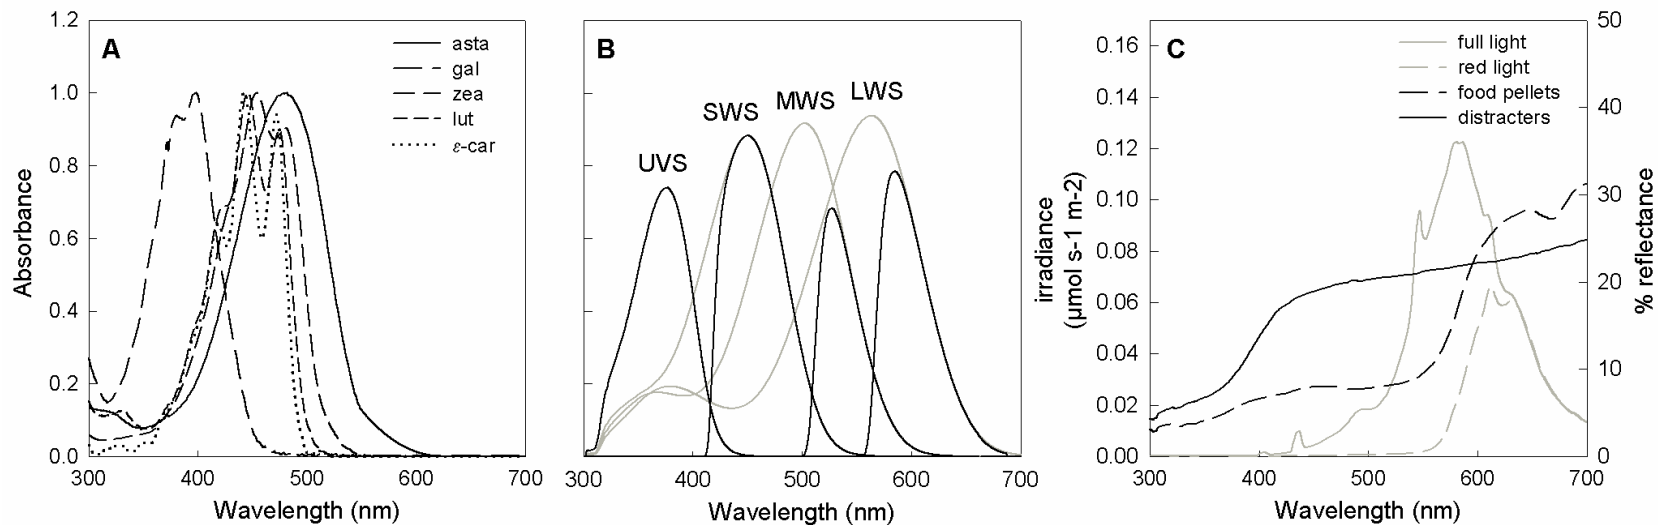 A
asta
gal
zea
lut
ε-car
1.2
1.0
0.8
0.6
0.4
0.2
0.0
Absorbance
300 400 500 600 700
Wavelength (nm)
B
UVS
SWS
MWS
LWS
300 400 500 600 700
Wavelength (nm)
C
full light
red light
food pellets
distracters
0.16
0.14
0.12
0.10
0.08
0.06
0.04
0.02
0.00
irradiance
(µmol s-1 m-2)
50
40
30
20
10
0
% reflectance
300 400 500 600 700
Wavelength (nm)